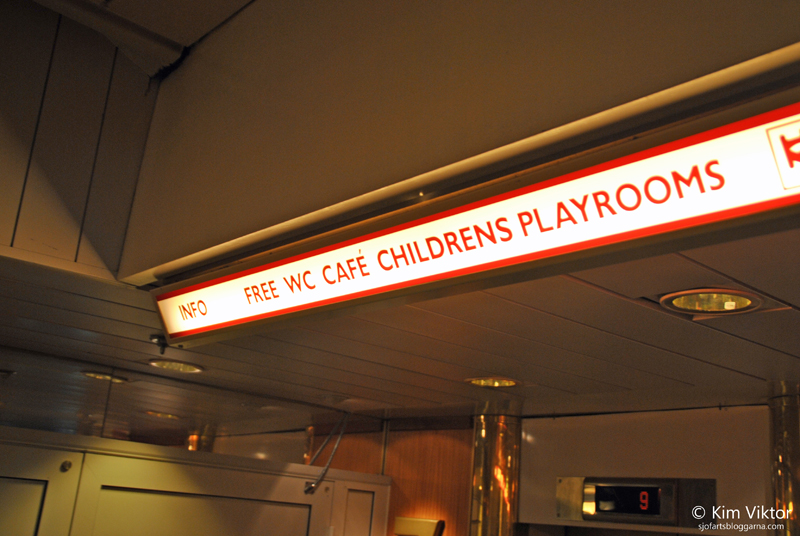 INFO FREE WC CAFÉ CHILDRENS PLAYROOMS
9
© Kim Viktor
sjofartsbloggarna.com